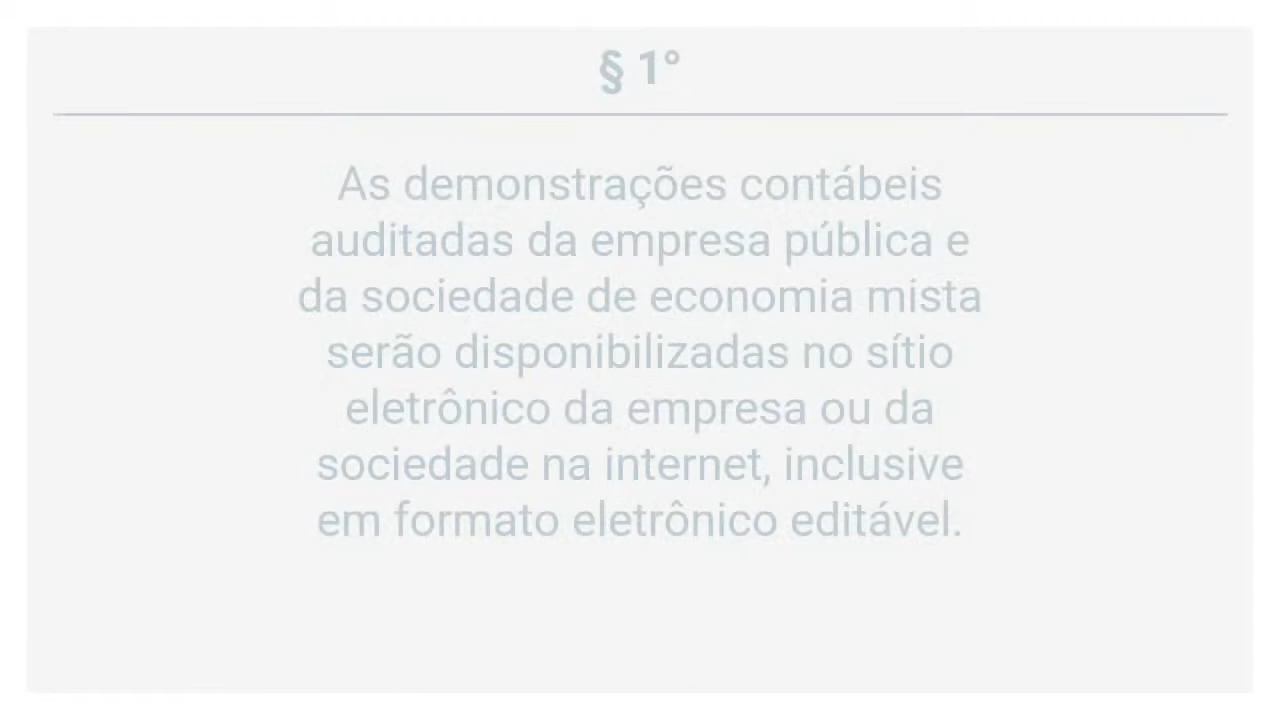 § 1°
As demonstrações contábeis
auditadas da empresa pública e
da sociedade de economia mista
serão disponibilizadas no sítio
eletrônico da empresa ou da
sociedade na internet, inclusive
em formato eletrônico editável.